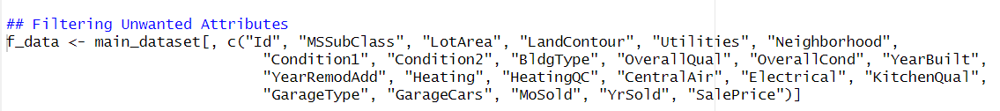 ## Filtering Unwanted Attributes
f_data <- main_dataset[, c("Id", "MSSubClass", "LotArea", "LandContour", "Utilities", "Neighborhood",
"Condition1", "Condition2", "BldgType", "OverallQual", "OverallCond", "YearBuilt",
"YearRemodAdd", "Heating", "HeatingQC", "CentralAir", "Electrical", "KitchenQual",
"GarageType", "GarageCars", "MoSold", "YrSold", "SalePrice")]